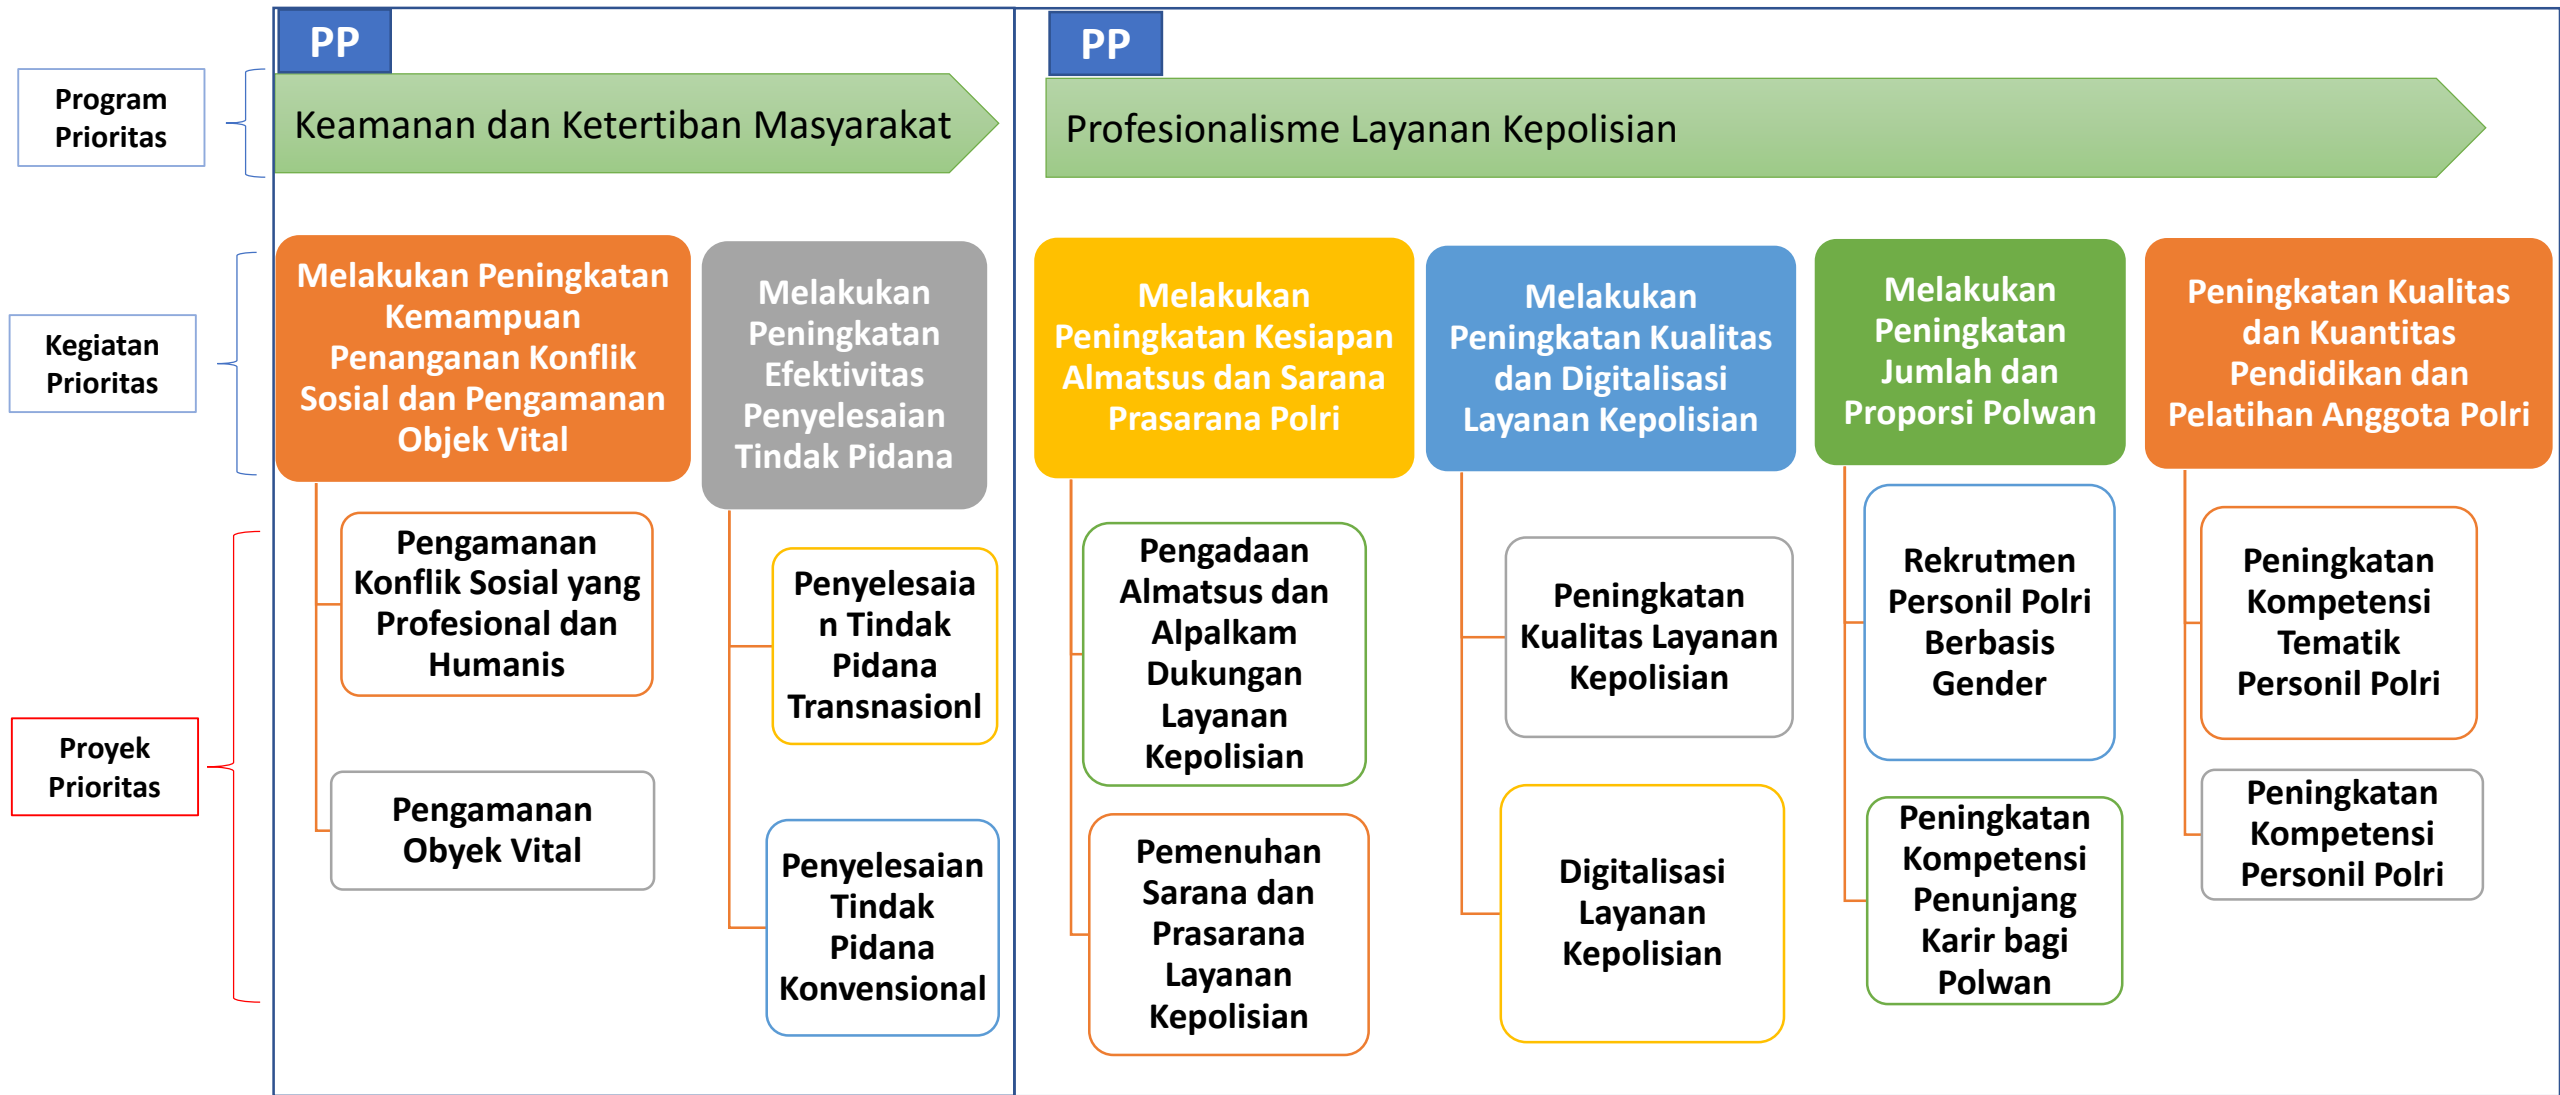 PP
PP
Program
Prioritas
Keamanan dan Ketertiban Masyarakat
Profesionalisme Layanan Kepolisian
Kegiatan
Prioritas
Melakukan Peningkatan
Kemampuan
Penanganan Konflik
Sosial dan Pengamanan
Objek Vital
Melakukan
Peningkatan
Efektivitas
Penyelesaian
Tindak Pidana
Melakukan
Peningkatan Kesiapan
Almatsus dan Sarana
Prasarana Polri
Melakukan
Peningkatan Kualitas
dan Digitalisasi
Layanan Kepolisian
Melakukan
Peningkatan
Jumlah dan
Proporsi Polwan
Peningkatan Kualitas
dan Kuantitas
Pendidikan dan
Pelatihan Anggota Polri
Proyek
Prioritas
Pengamanan
Konflik Sosial yang
Profesional dan
Humanis
Pengamanan
Obyek Vital
Penyelesaia
n Tindak
Pidana
Transnasionl
Penyelesaian
Tindak
Pidana
Konvensional
Pengadaan
Almatsus dan
Alpalkam
Dukungan
Layanan
Kepolisian
Pemenuhan
Sarana dan
Prasarana
Layanan
Kepolisian
Peningkatan
Kualitas Layanan
Kepolisian
Digitalisasi
Layanan
Kepolisian
Rekrutmen
Personil Polri
Berbasis
Gender
Peningkatan
Kompetensi
Penunjang
Karir bagi
Polwan
Peningkatan
Kompetensi
Tematik
Personil Polri
Peningkatan
Kompetensi
Personil Polri